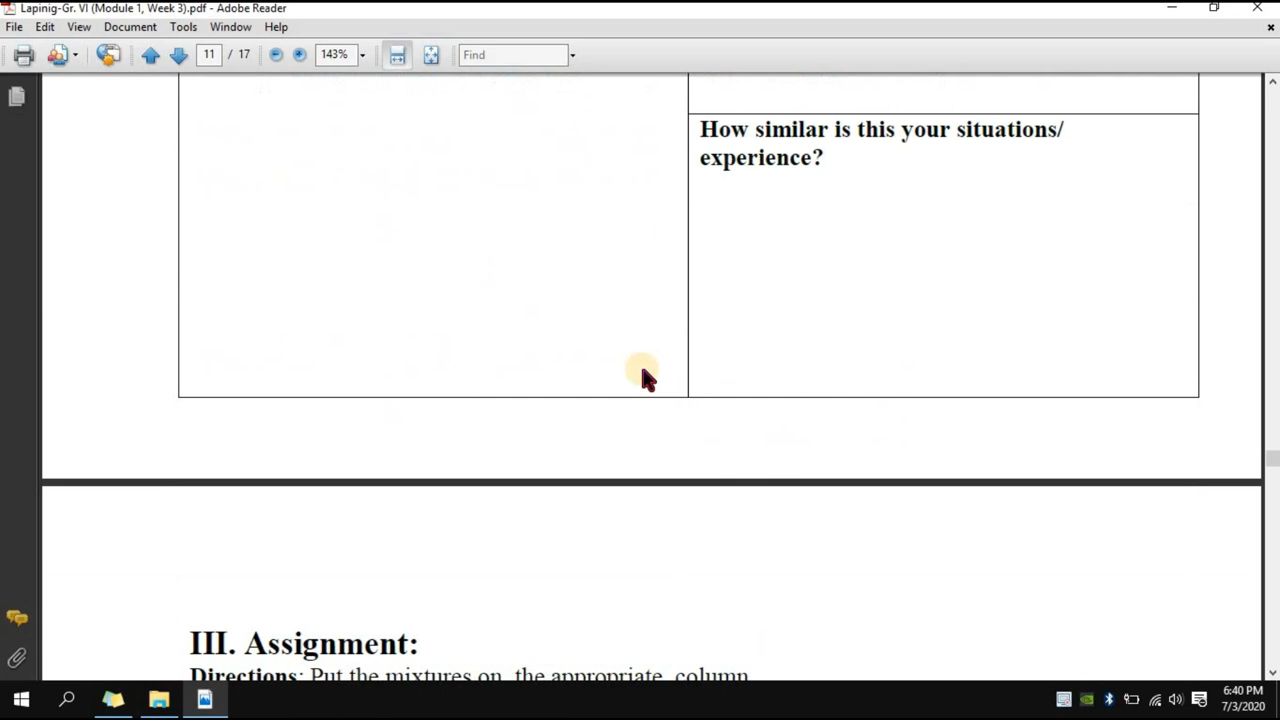 Lapinig-Gr. VI (Module 1, Week 3).pdf - Adobe Reader
File Edit View Document Tools Window Help
11 / 17 143% Find
How similar is this your situations/
experience?
III. Assignment:
Directions: Put the mixtures on the appropriate column
6:40 PM
7/3/2020